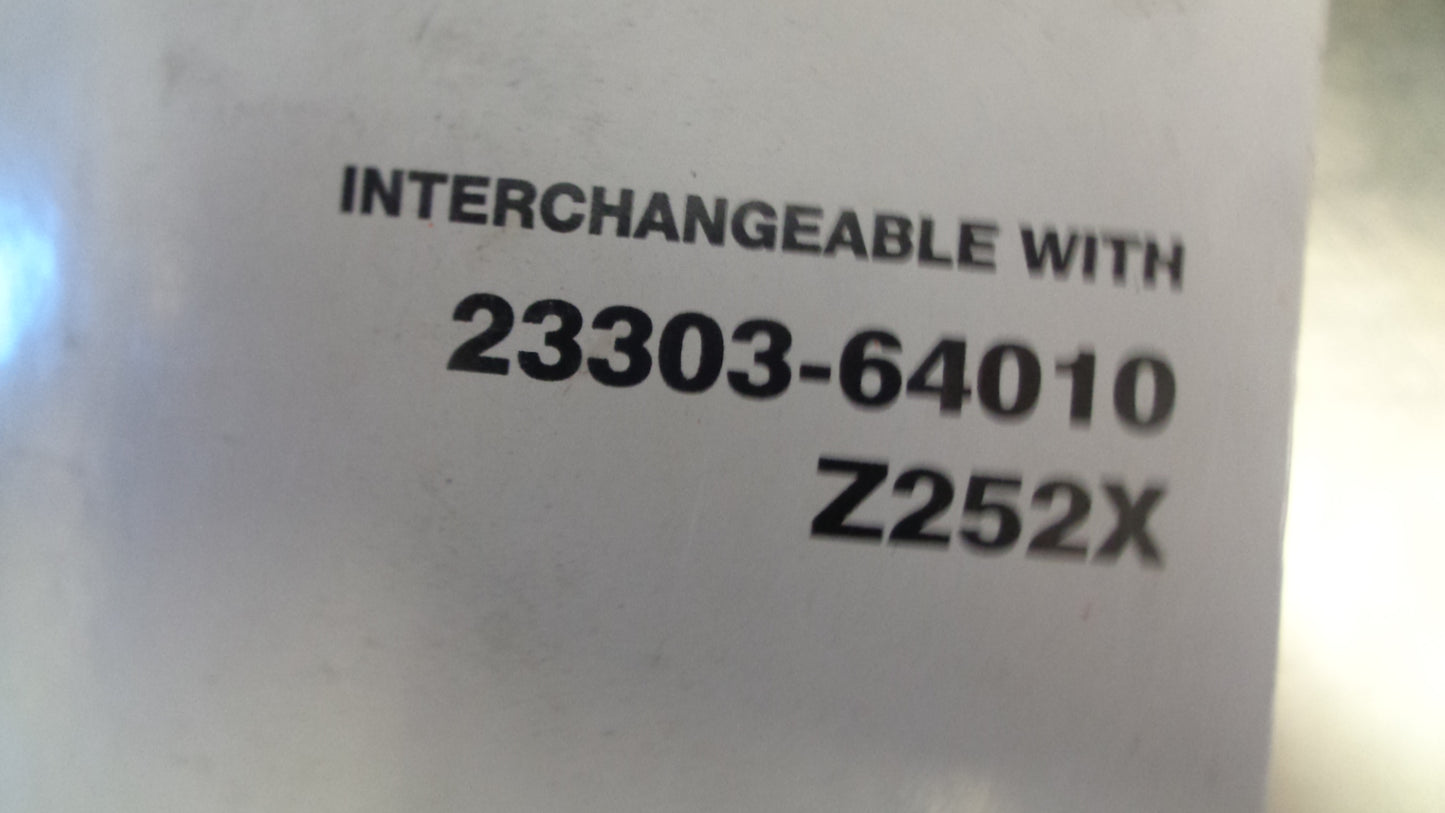 INTERCHANGEABLE WITH
23303-64010
Z252X